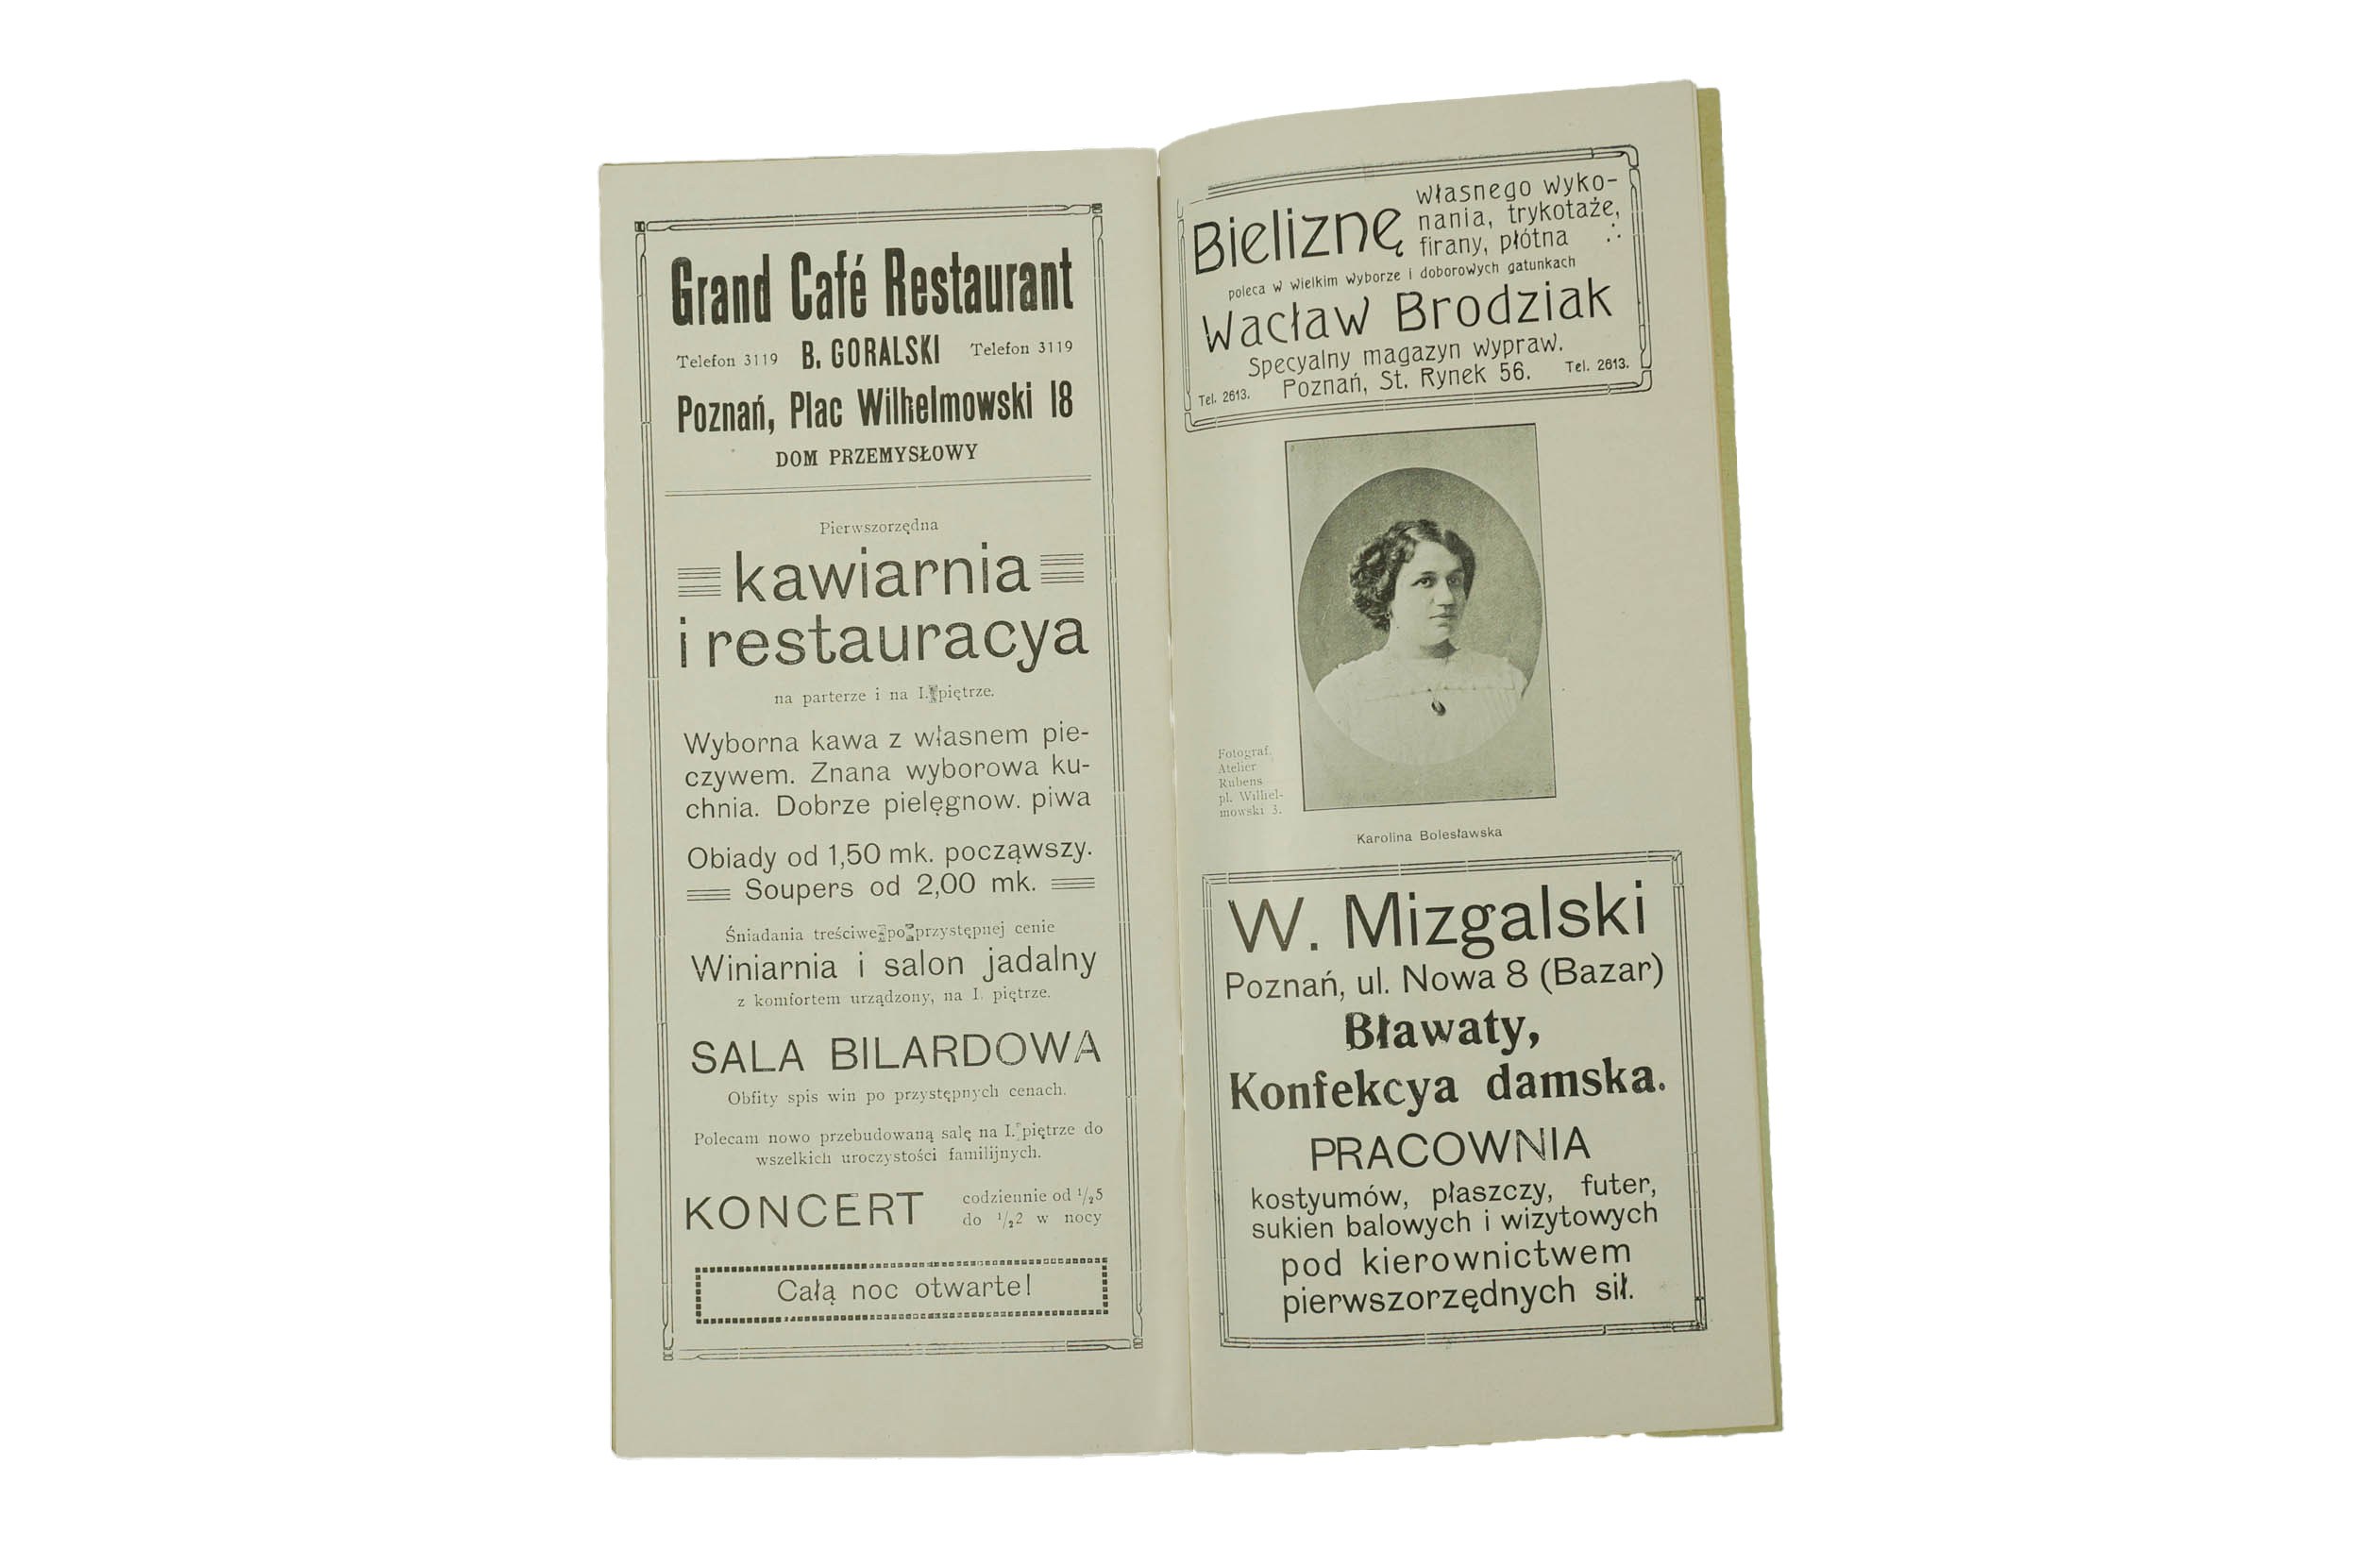 Grand Café Restaurant
Telefon 3119 B. GORALSKI Telefon 3119
Poznań, Plac Wilhelmowski 18
DOM PRZEMYSŁOWY
Pierwszorzędna
kawiarnia
i restauracya
na parterze i na I. piętrze.
Wyborna kawa z własnem pie-
czywem. Znana wyborowa ku-
chnia. Dobrze pielęgnow. piwa
Obiady od 1,50 mk. począwszy.
Soupers od 2,00 mk.
Śniadania treściwe po przystępnej cenie
Winiarnia i salon jadalny
z komfortem urządzony, na I. piętrze.
SALA BILARDOWA
Obfity spis win po przystępnych cenach.
Polecam nowo przebudowaną salę na I. piętrze do
wszelkich uroczystości familijnych.
KONCERT codziennie od 1/25
do 1/22 w nocy
Całą noc otwarte!
Bieliznę własnego wyko-
nania, trykotaże,
firany, płótna
poleca w wielkim wyborze i doborowych gatunkach
Wacław Brodziak
Specyalny magazyn wypraw.
Tel. 2613. Poznań, St. Rynek 56. Tel. 2613.
Fotograf.
Atelier
Rubens
pl. Wilhel-
mowski 3.
Karolina Bolesławska
W. Mizgalski
Poznań, ul. Nowa 8 (Bazar)
Bławaty,
Konfekcya damska.
PRACOWNIA
kostyumów, płaszczy, futer,
sukien balowych i wizytowych
pod kierownictwem
pierwszorzędnych sił.